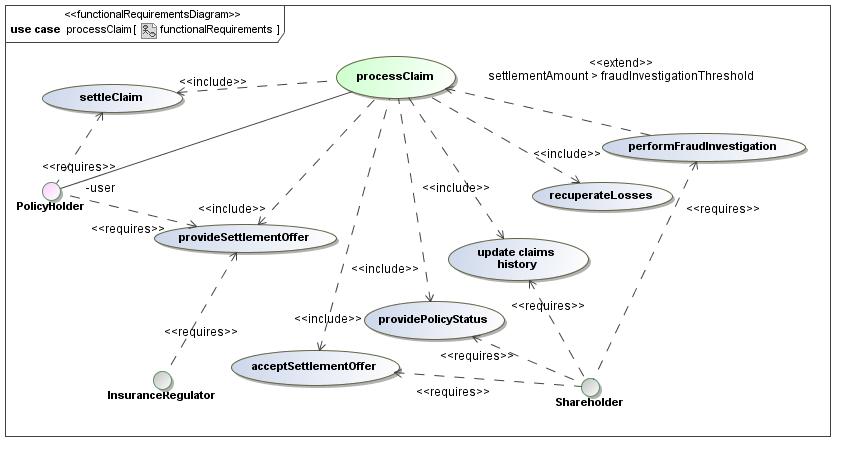 <<functionalRequirementsDiagram>>
use case processClaim[ functionalRequirements ]
processClaim
<<extend>>
settlementAmount > fraudInvestigationThreshold
<<include>>
settleClaim
performFraudInvestigation
<<include>>
<<requires>>
-user
<<include>>
recuperateLosses
PolicyHolder
<<include>>
<<requires>>
<<requires>>
provideSettlementOffer
update claims
history
<<include>>
<<requires>>
providePolicyStatus
<<include>>
<<requires>>
<<requires>>
acceptSettlementOffer
<<requires>>
InsuranceRegulator
Shareholder